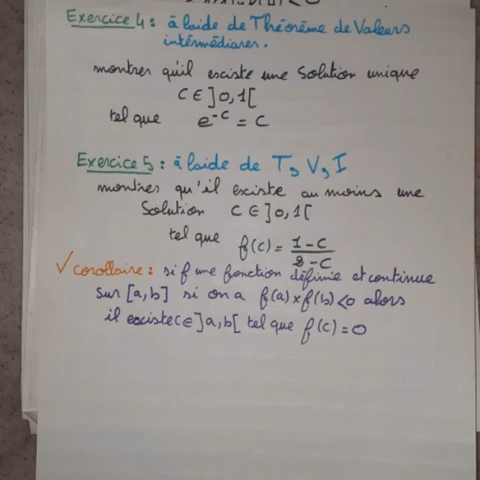 Exercice 4 : à l'aide de Théorème de Valeurs
intérmédiares.
montrer qu'il existe une solution unique
C ∈ ]0,1[
tel que e^-C = C
Exercice 5 : à l'aide de T, V, I
montrer qu'il existe au moins une
solution C ∈ ]0,1[
tel que f(c) = (1-C)/(2-C)
✓ corollaire : si f une fonction définie et continue
sur [a,b] si on a f(a) x f(b) <0 alors
il existe C ∈ ]a,b[ tel que f(c) = 0